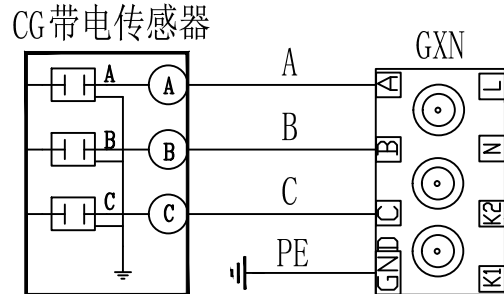 CG带电传感器
GXN
A A A A L
B B B B N
C C C C K2
PE GND K1